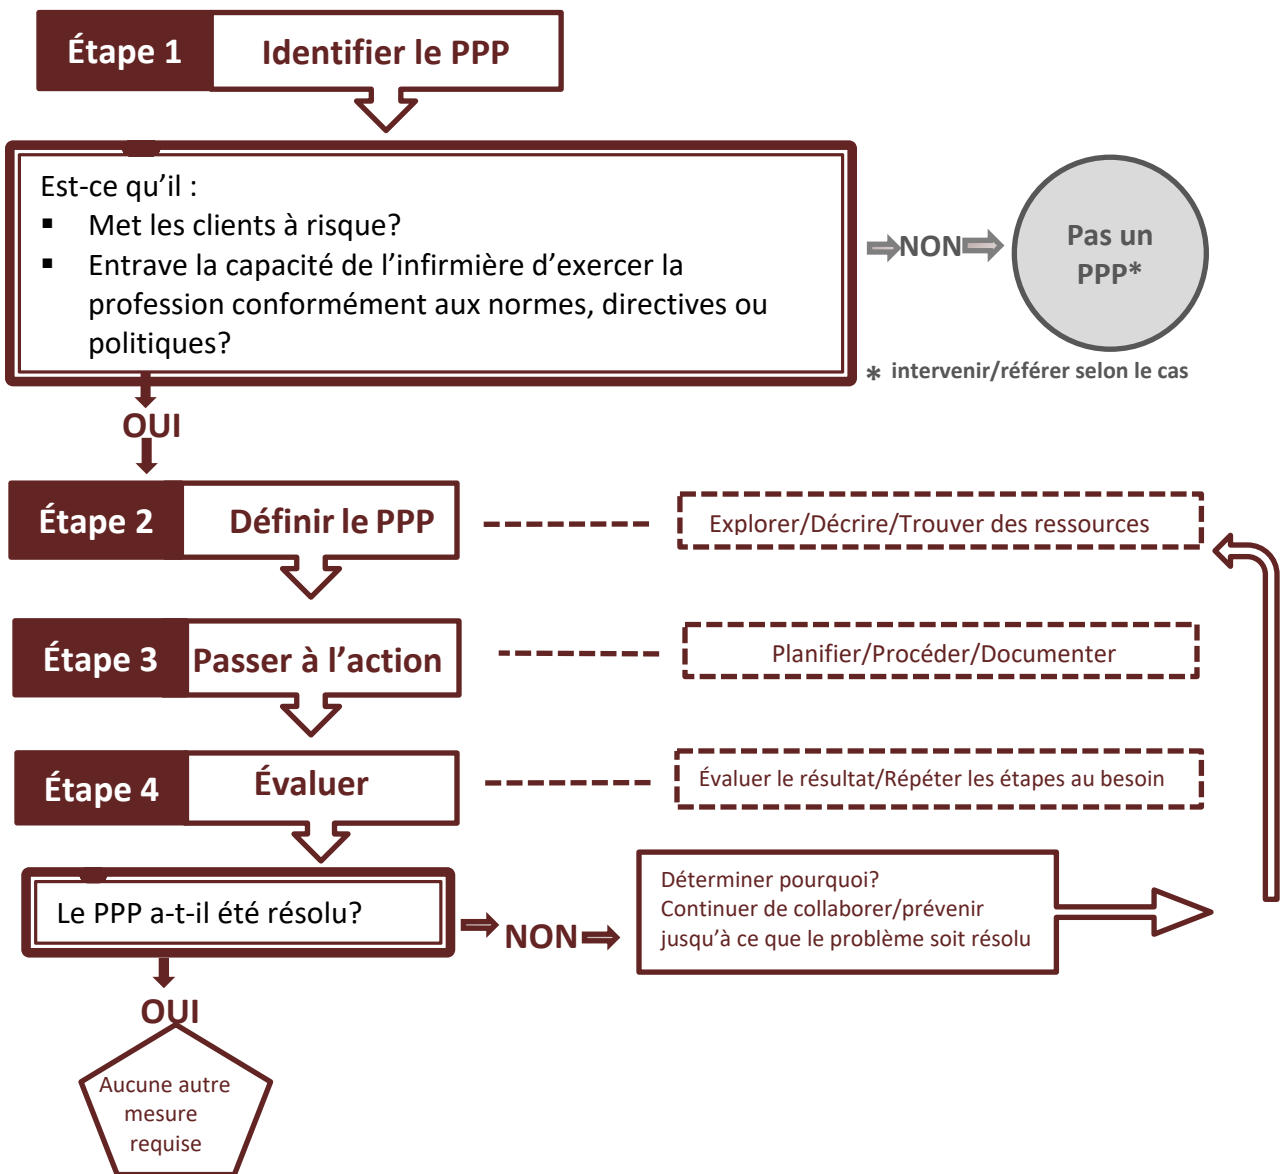 Étape 1 Identifier le PPP
Est-ce qu’il :
▪ Met les clients à risque?
▪ Entrave la capacité de l’infirmière d’exercer la
profession conformément aux normes, directives ou
politiques?
NON
Pas un
PPP*
* intervenir/référer selon le cas
OUI
Étape 2 Définir le PPP
Explorer/Décrire/Trouver des ressources
Étape 3 Passer à l’action
Planifier/Procéder/Documenter
Étape 4 Évaluer
Évaluer le résultat/Répéter les étapes au besoin
Le PPP a-t-il été résolu?
NON
Déterminer pourquoi?
Continuer de collaborer/prévenir
jusqu’à ce que le problème soit résolu
OUI
Aucune autre
mesure
requise